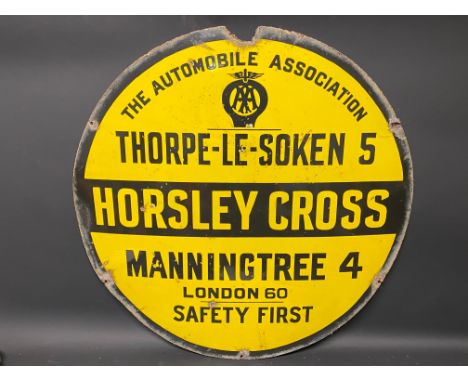 THE AUTOMOBILE ASSOCIATION
AA
THORPE-LE-SOKEN 5
HORSLEY CROSS
MANNINGTREE 4
LONDON 60
SAFETY FIRST